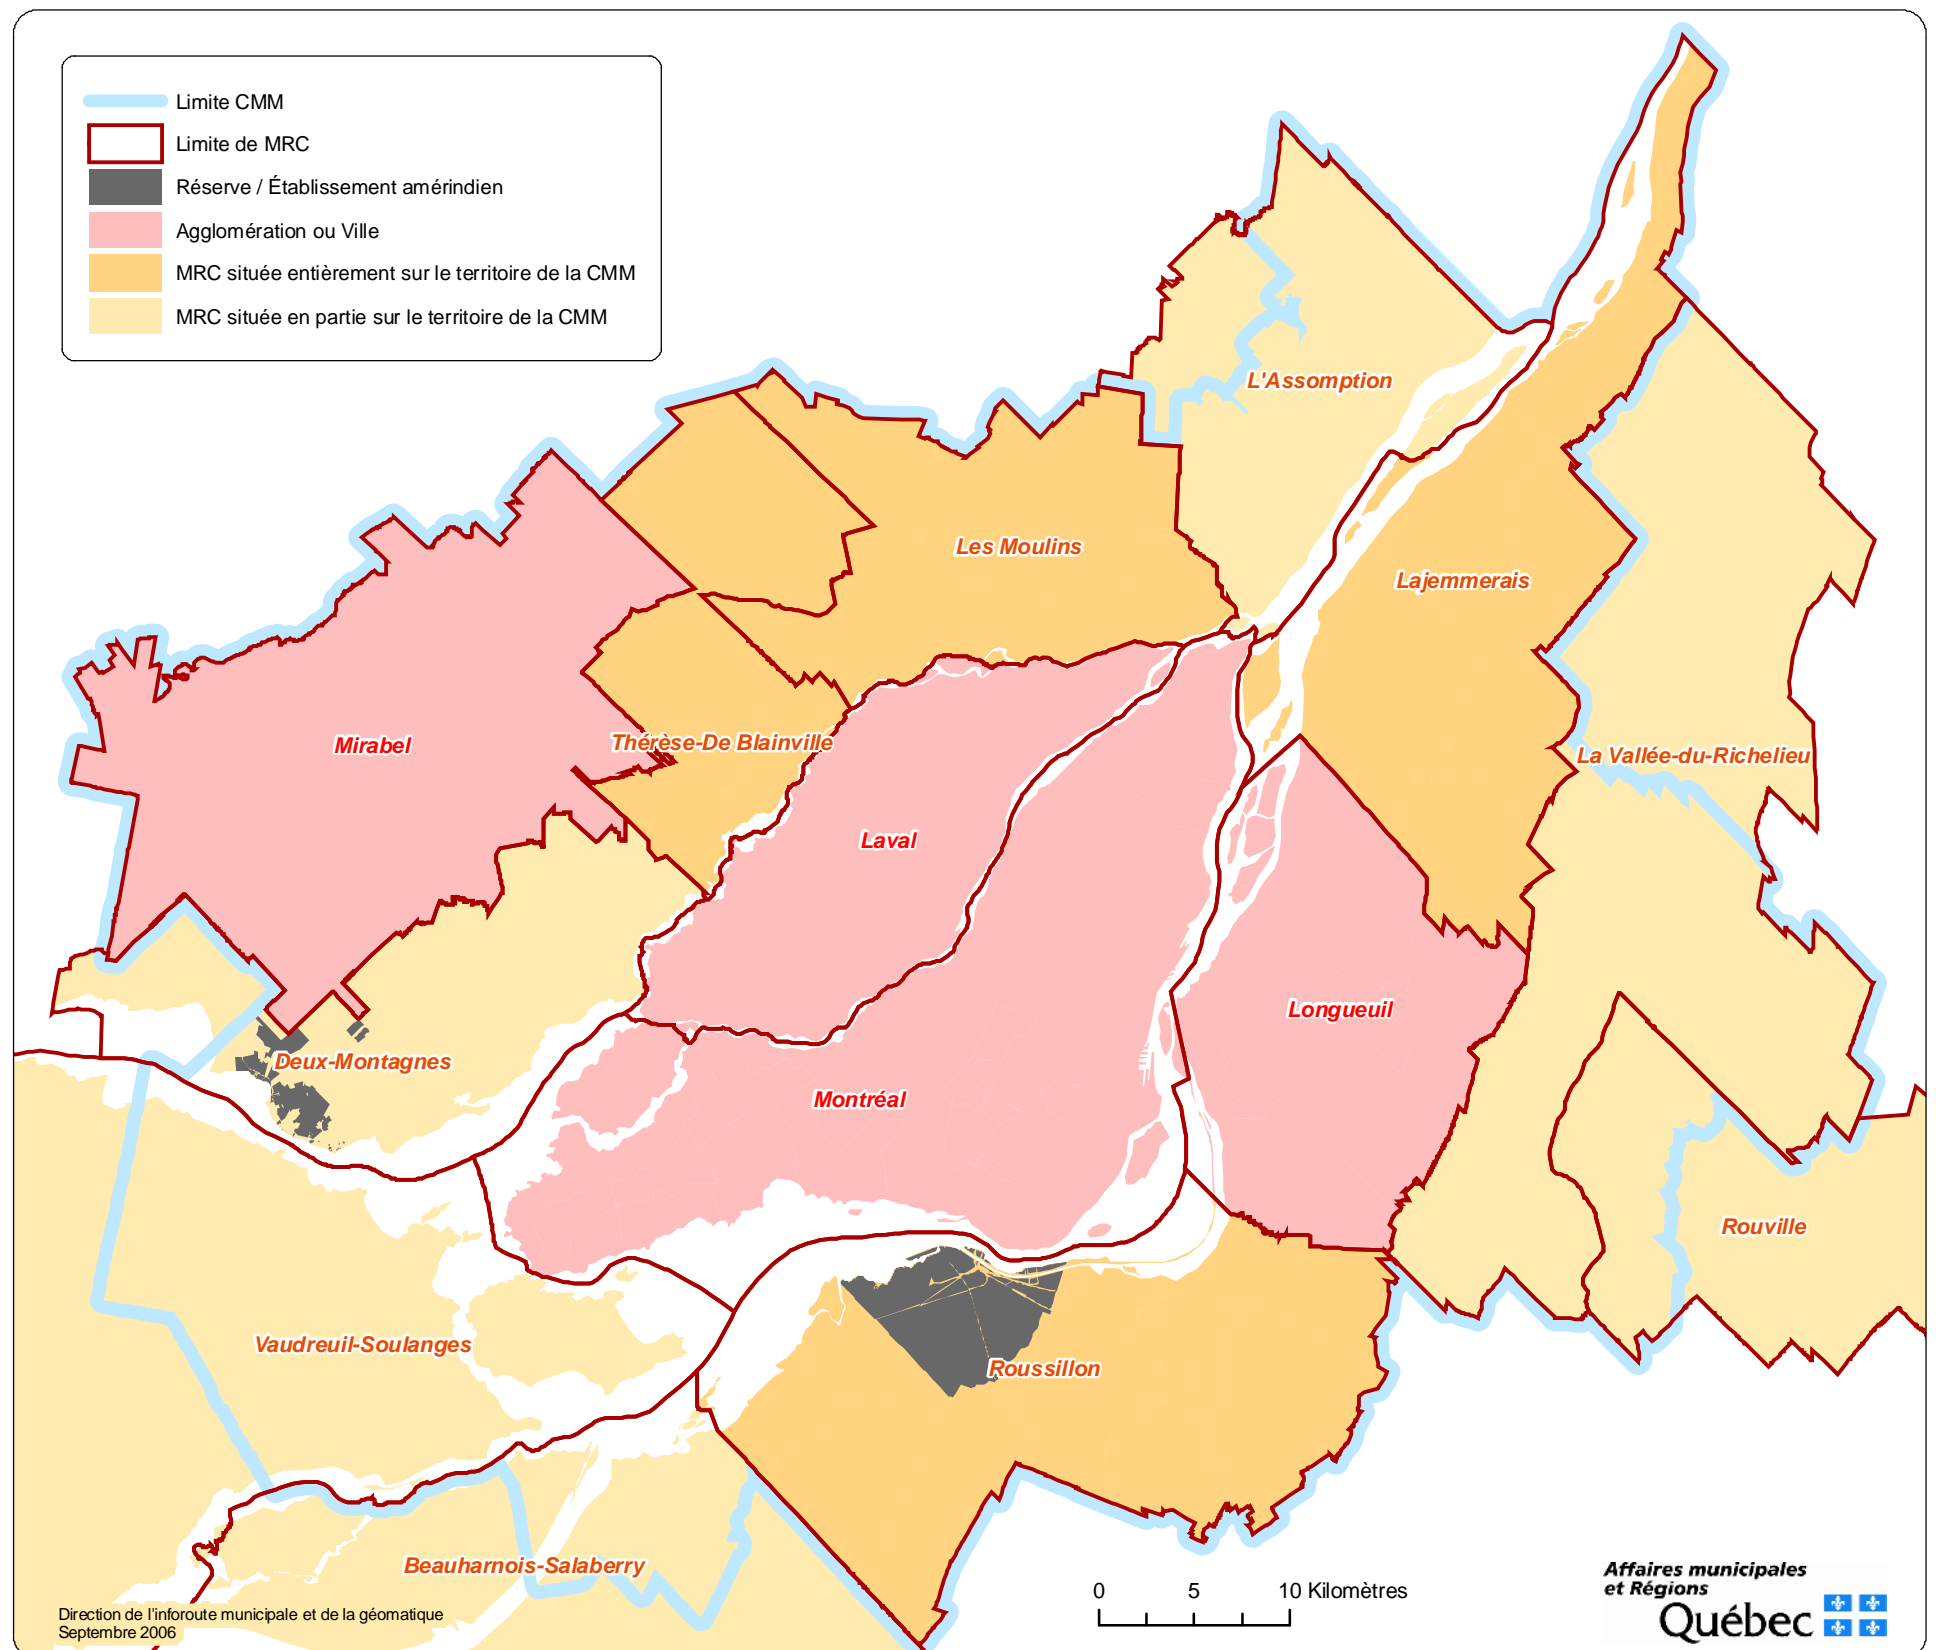 Limite CMM
Limite de MRC
Réserve / Établissement amérindien
Agglomération ou Ville
MRC située entièrement sur le territoire de la CMM
MRC située en partie sur le territoire de la CMM
L'Assomption
Les Moulins
Lajemmerais
Mirabel
Thérèse-De Blainville
La Vallée-du-Richelieu
Laval
Longueuil
Deux-Montagnes
Montréal
Rouville
Vaudreuil-Soulanges
Roussillon
Beauharnois-Salaberry
0 5 10 Kilomètres
Direction de l'inforoute municipale et de la géomatique
Septembre 2006
Affaires municipales
et Régions
Québec